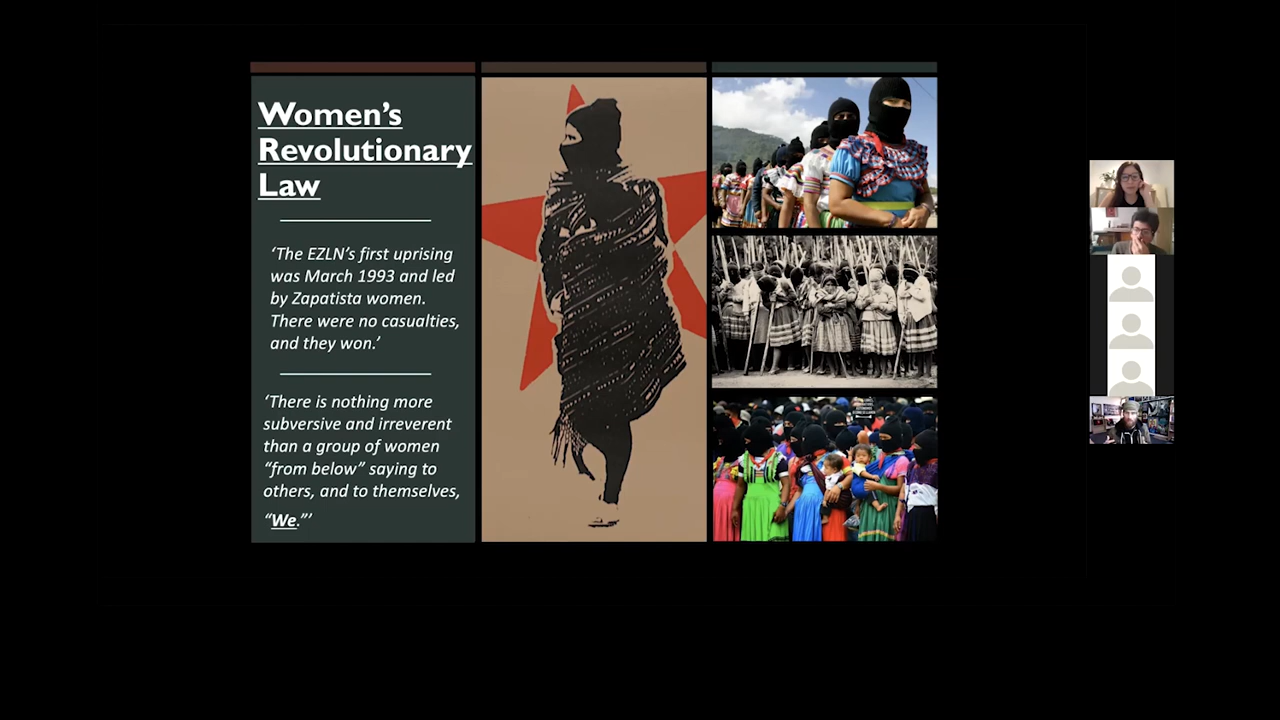 Women’s
Revolutionary
Law
‘The EZLN’s first uprising
was March 1993 and led
by Zapatista women.
There were no casualties,
and they won.’
‘There is nothing more
subversive and irreverent
than a group of women
“from below” saying to
others, and to themselves,
“We.”’